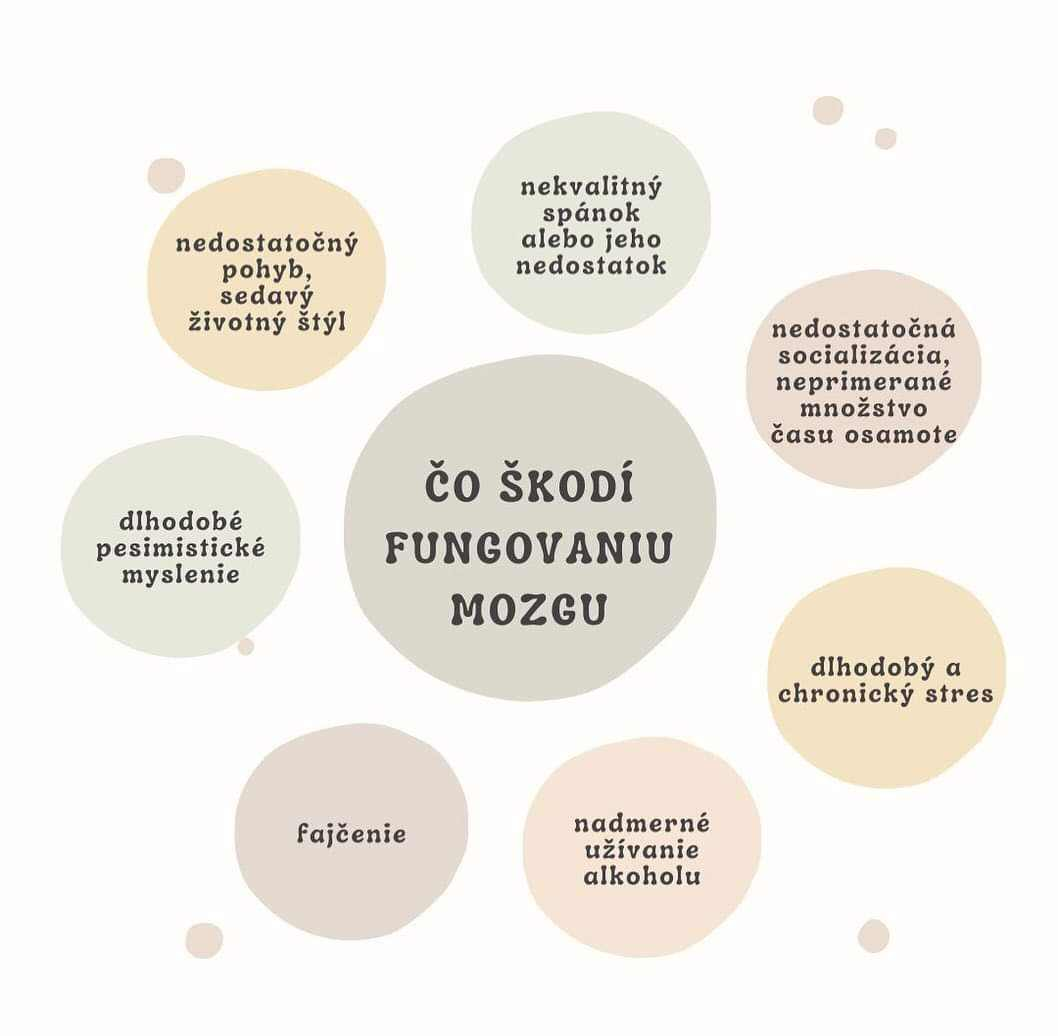 nekvalitný
spánok
alebo jeho
nedostatok
nedostatočný
pohyb,
sedavý
životný štýl
nedostatočná
socializácia,
neprimerané
množstvo
času osamote
ČO ŠKODÍ
FUNGOVANIU
MOZGU
dlhodobé
pesimistické
myslenie
dlhodobý a
chronický stres
fajčenie
nadmerné
užívanie
alkoholu